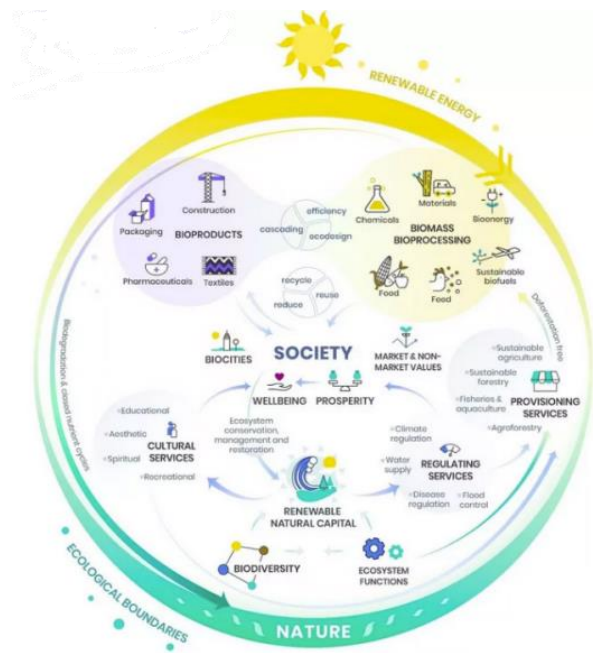 RENEWABLE ENERGY
Construction
Packaging
BIOPRODUCTS
Pharmaceuticals
Textiles
efficiency
cascading
ecodesign
Materials
Chemicals
Bioenergy
BIOMASS
BIOPROCESSING
Sustainable
biofuels
Food
Feed
recycle
reduce
reuse
Deforestation free
Biodegradation & closed nutrient cycles
BIOCITIES
SOCIETY
MARKET & NON-
MARKET VALUES
Sustainable
agriculture
Sustainable
forestry
Fisheries &
aquaculture
Agroforestry
PROVISIONING
SERVICES
WELLBEING
PROSPERITY
Educational
Aesthetic
Spiritual
Recreational
CULTURAL
SERVICES
Ecosystem
conservation,
management and
restoration
Climate
regulation
Water
supply
REGULATING
SERVICES
Disease
regulation
Flood
control
RENEWABLE
NATURAL CAPITAL
BIODIVERSITY
ECOSYSTEM
FUNCTIONS
ECOLOGICAL BOUNDARIES
NATURE